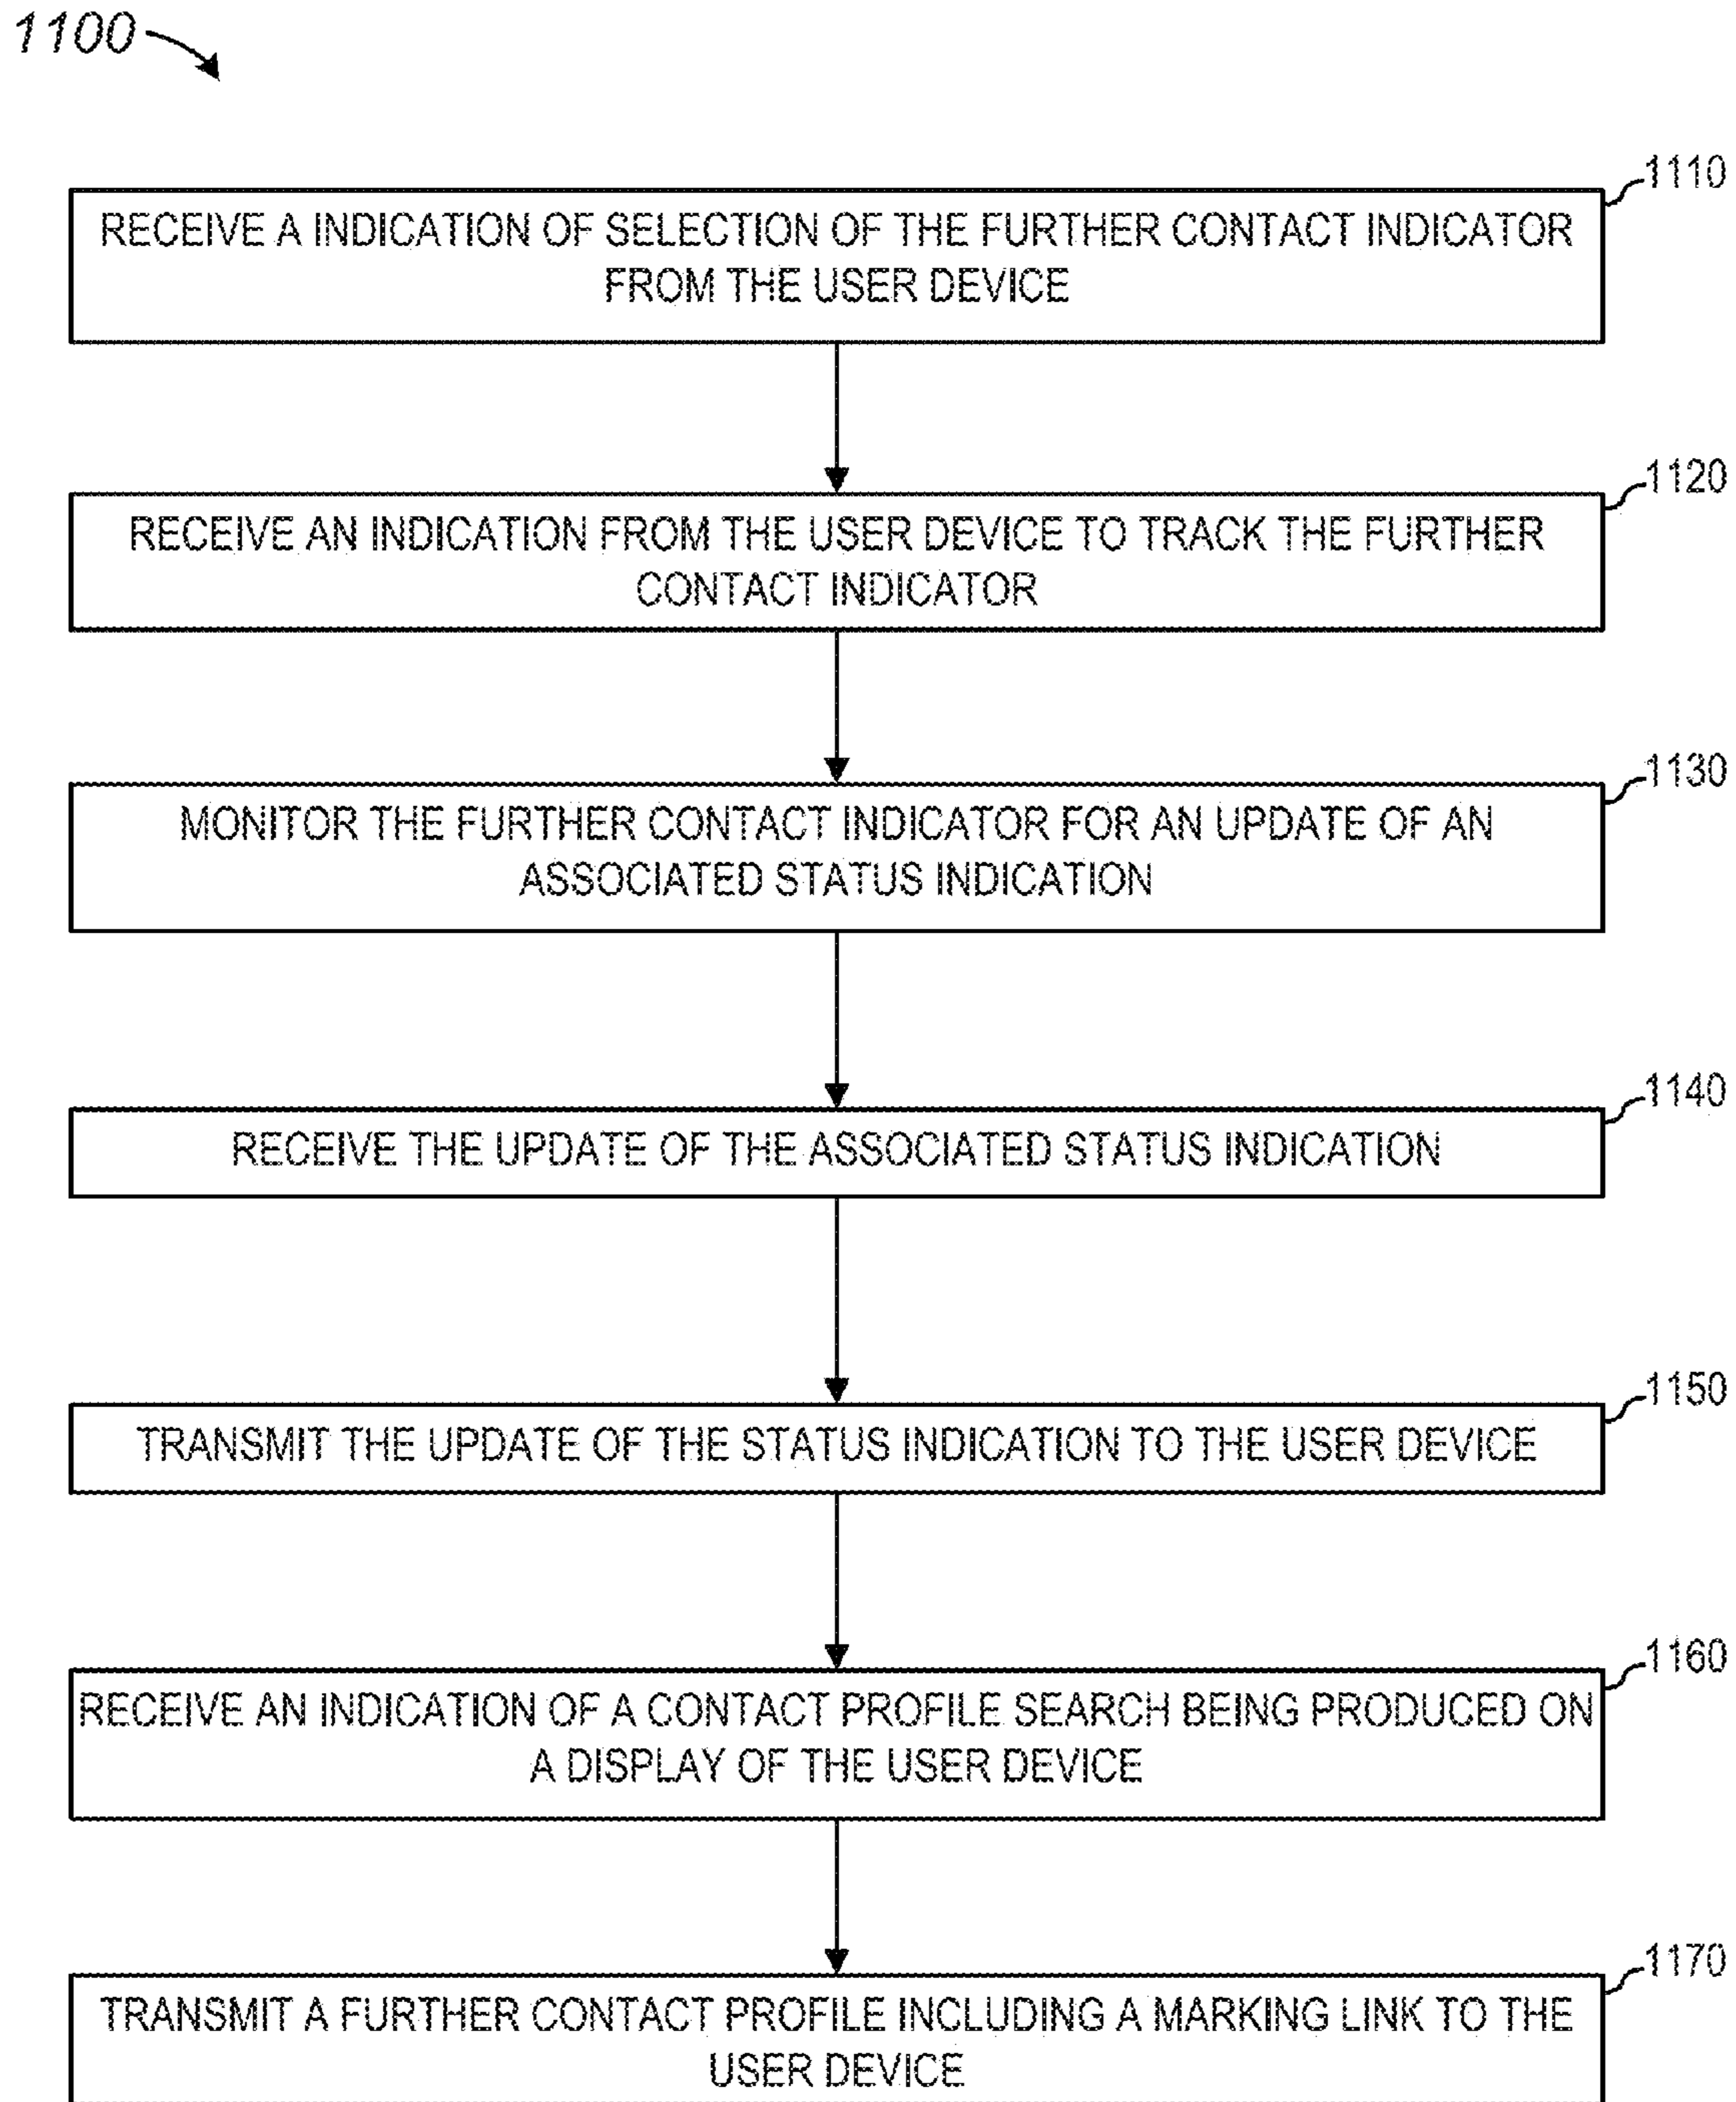 1100
1110
RECEIVE A INDICATION OF SELECTION OF THE FURTHER CONTACT INDICATOR
FROM THE USER DEVICE
1120
RECEIVE AN INDICATION FROM THE USER DEVICE TO TRACK THE FURTHER
CONTACT INDICATOR
1130
MONITOR THE FURTHER CONTACT INDICATOR FOR AN UPDATE OF AN
ASSOCIATED STATUS INDICATION
1140
RECEIVE THE UPDATE OF THE ASSOCIATED STATUS INDICATION
1150
TRANSMIT THE UPDATE OF THE STATUS INDICATION TO THE USER DEVICE
1160
RECEIVE AN INDICATION OF A CONTACT PROFILE SEARCH BEING PRODUCED ON
A DISPLAY OF THE USER DEVICE
1170
TRANSMIT A FURTHER CONTACT PROFILE INCLUDING A MARKING LINK TO THE
USER DEVICE